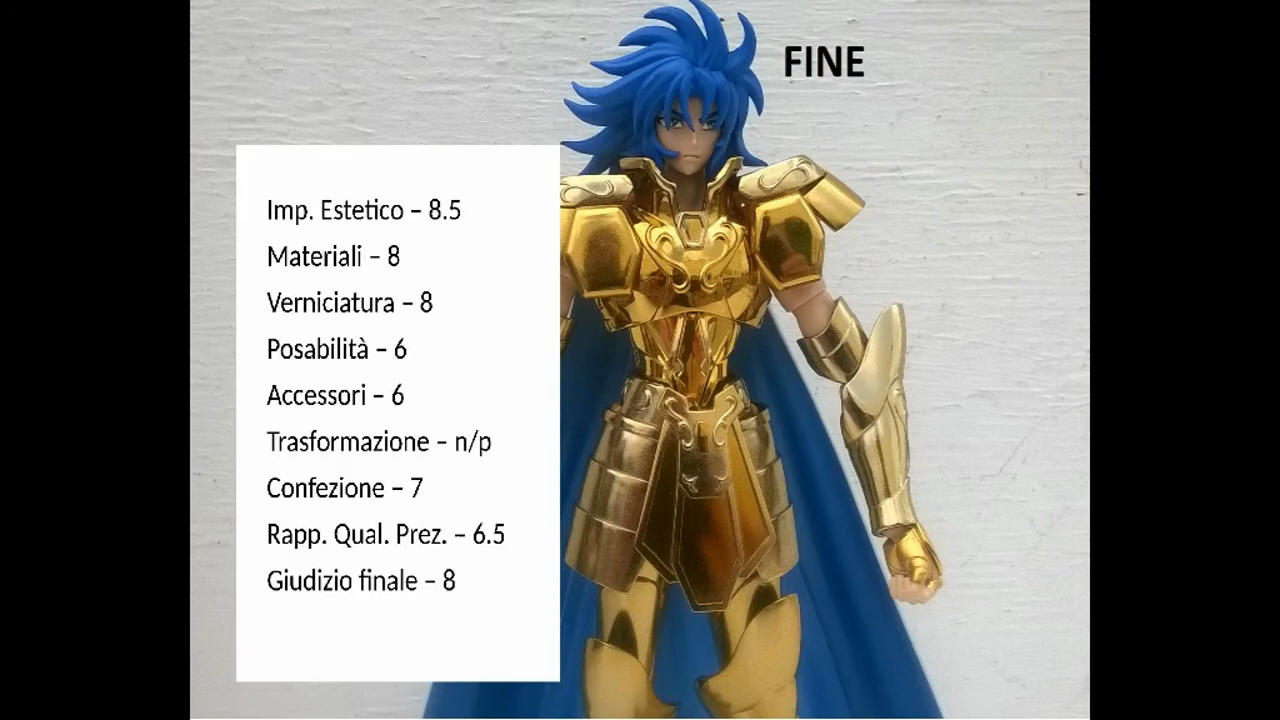 FINE
Imp. Estetico – 8.5
Materiali – 8
Verniciatura – 8
Posabilità – 6
Accessori – 6
Trasformazione – n/p
Confezione – 7
Rapp. Qual. Prez. – 6.5
Giudizio finale – 8